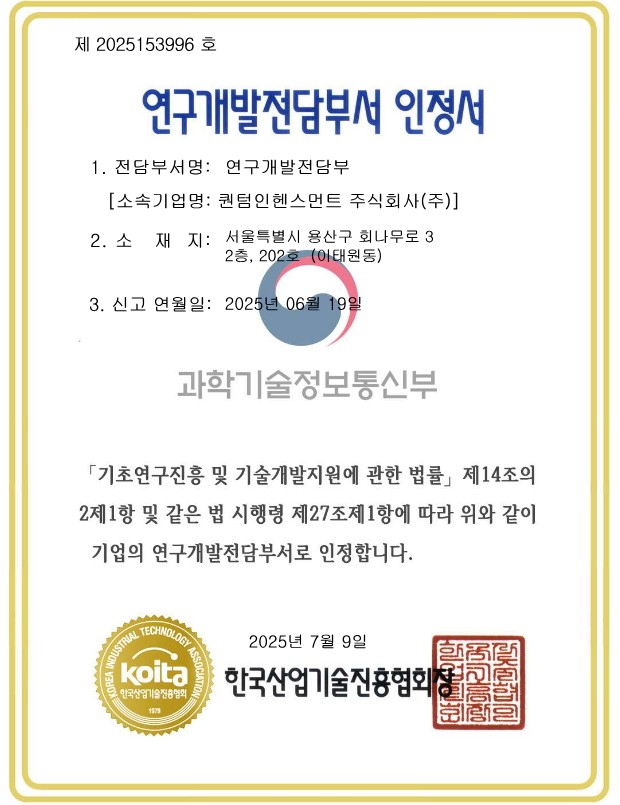 제 2025153996 호
연구개발전담부서 인정서
1. 전담부서명: 연구개발전담부
[소속기업명: 퀀텀인헨스먼트 주식회사(주)]
2. 소 재 지: 서울특별시 용산구 회나무로 3
2층, 202호 (이태원동)
3. 신고 연월일: 2025년 06월 19일
과학기술정보통신부
「기초연구진흥 및 기술개발지원에 관한 법률」 제14조의
2제1항 및 같은 법 시행령 제27조제1항에 따라 위와 같이
기업의 연구개발전담부서로 인정합니다.
2025년 7월 9일
한국산업기술진흥협회장
KOREA INDUSTRIAL TECHNOLOGY ASSOCIATION
koita
한국산업기술진흥협회
1979